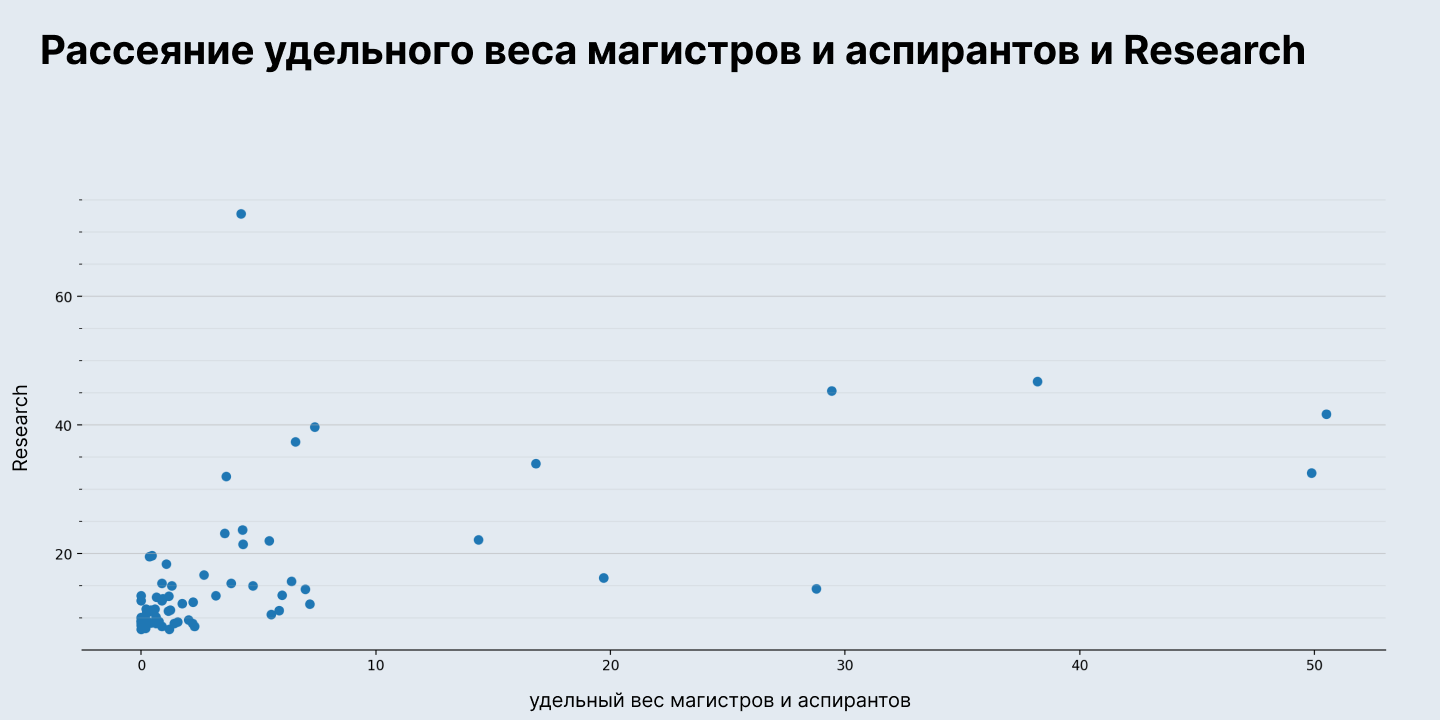 Рассеяние удельного веса магистров и аспирантов и Research
60
40
20
Research
0 10 20 30 40 50
удельный вес магистров и аспирантов